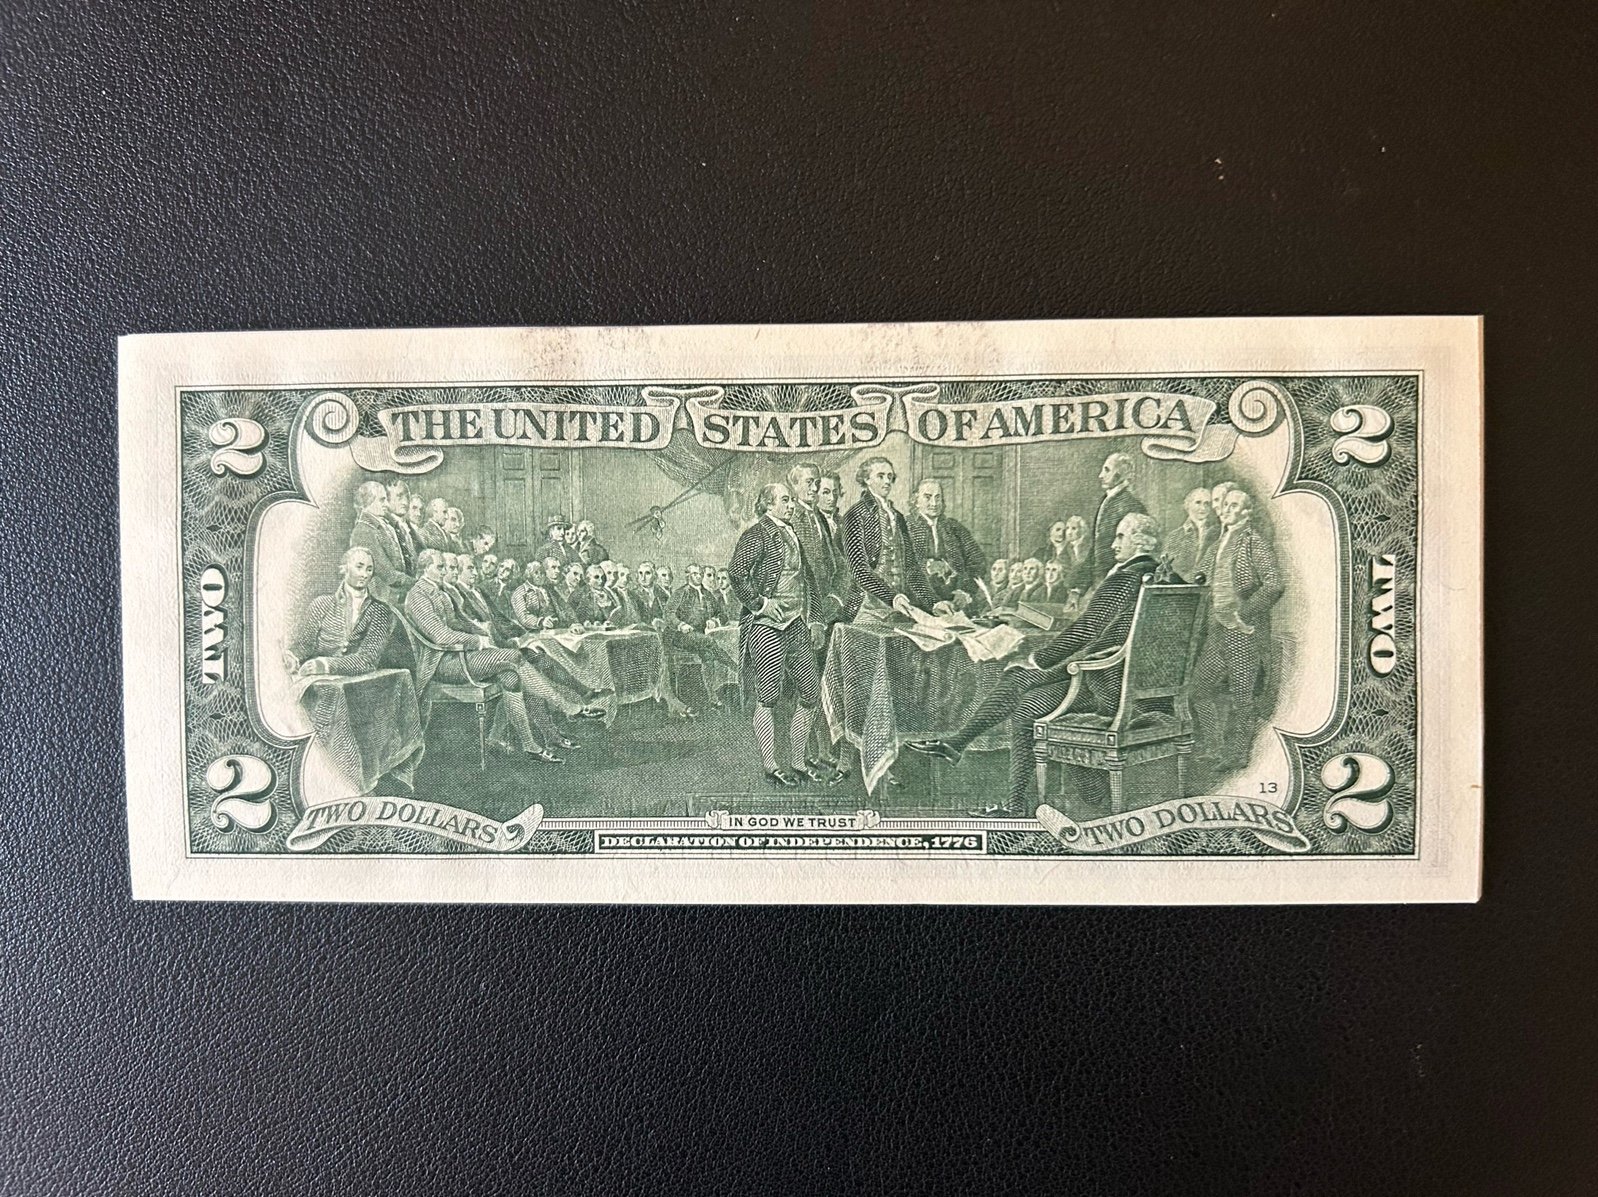 THE UNITED STATES OF AMERICA
2 2
TWO TWO
2 2
13
TWO DOLLARS TWO DOLLARS
IN GOD WE TRUST
DECLARATION OF INDEPENDENCE, 1776